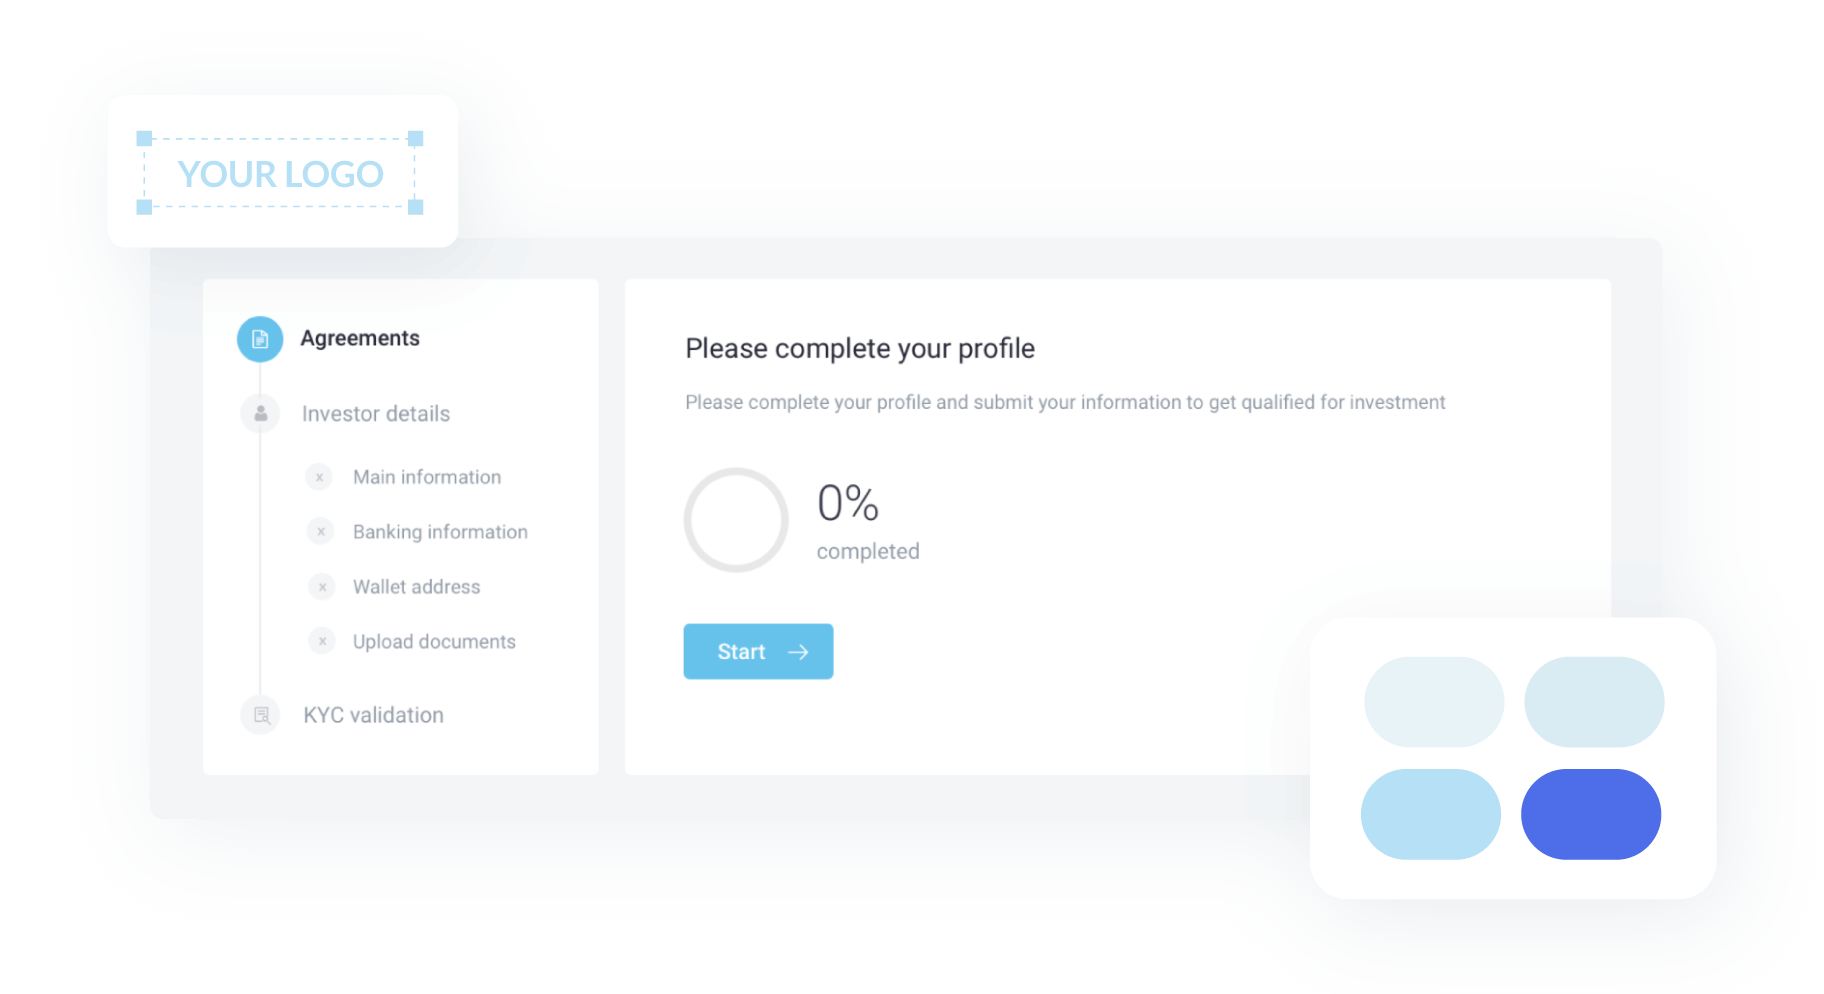 YOUR LOGO
Agreements
Investor details
x Main information
x Banking information
x Wallet address
x Upload documents
KYC validation
Please complete your profile
Please complete your profile and submit your information to get qualified for investment
0%
completed
Start →